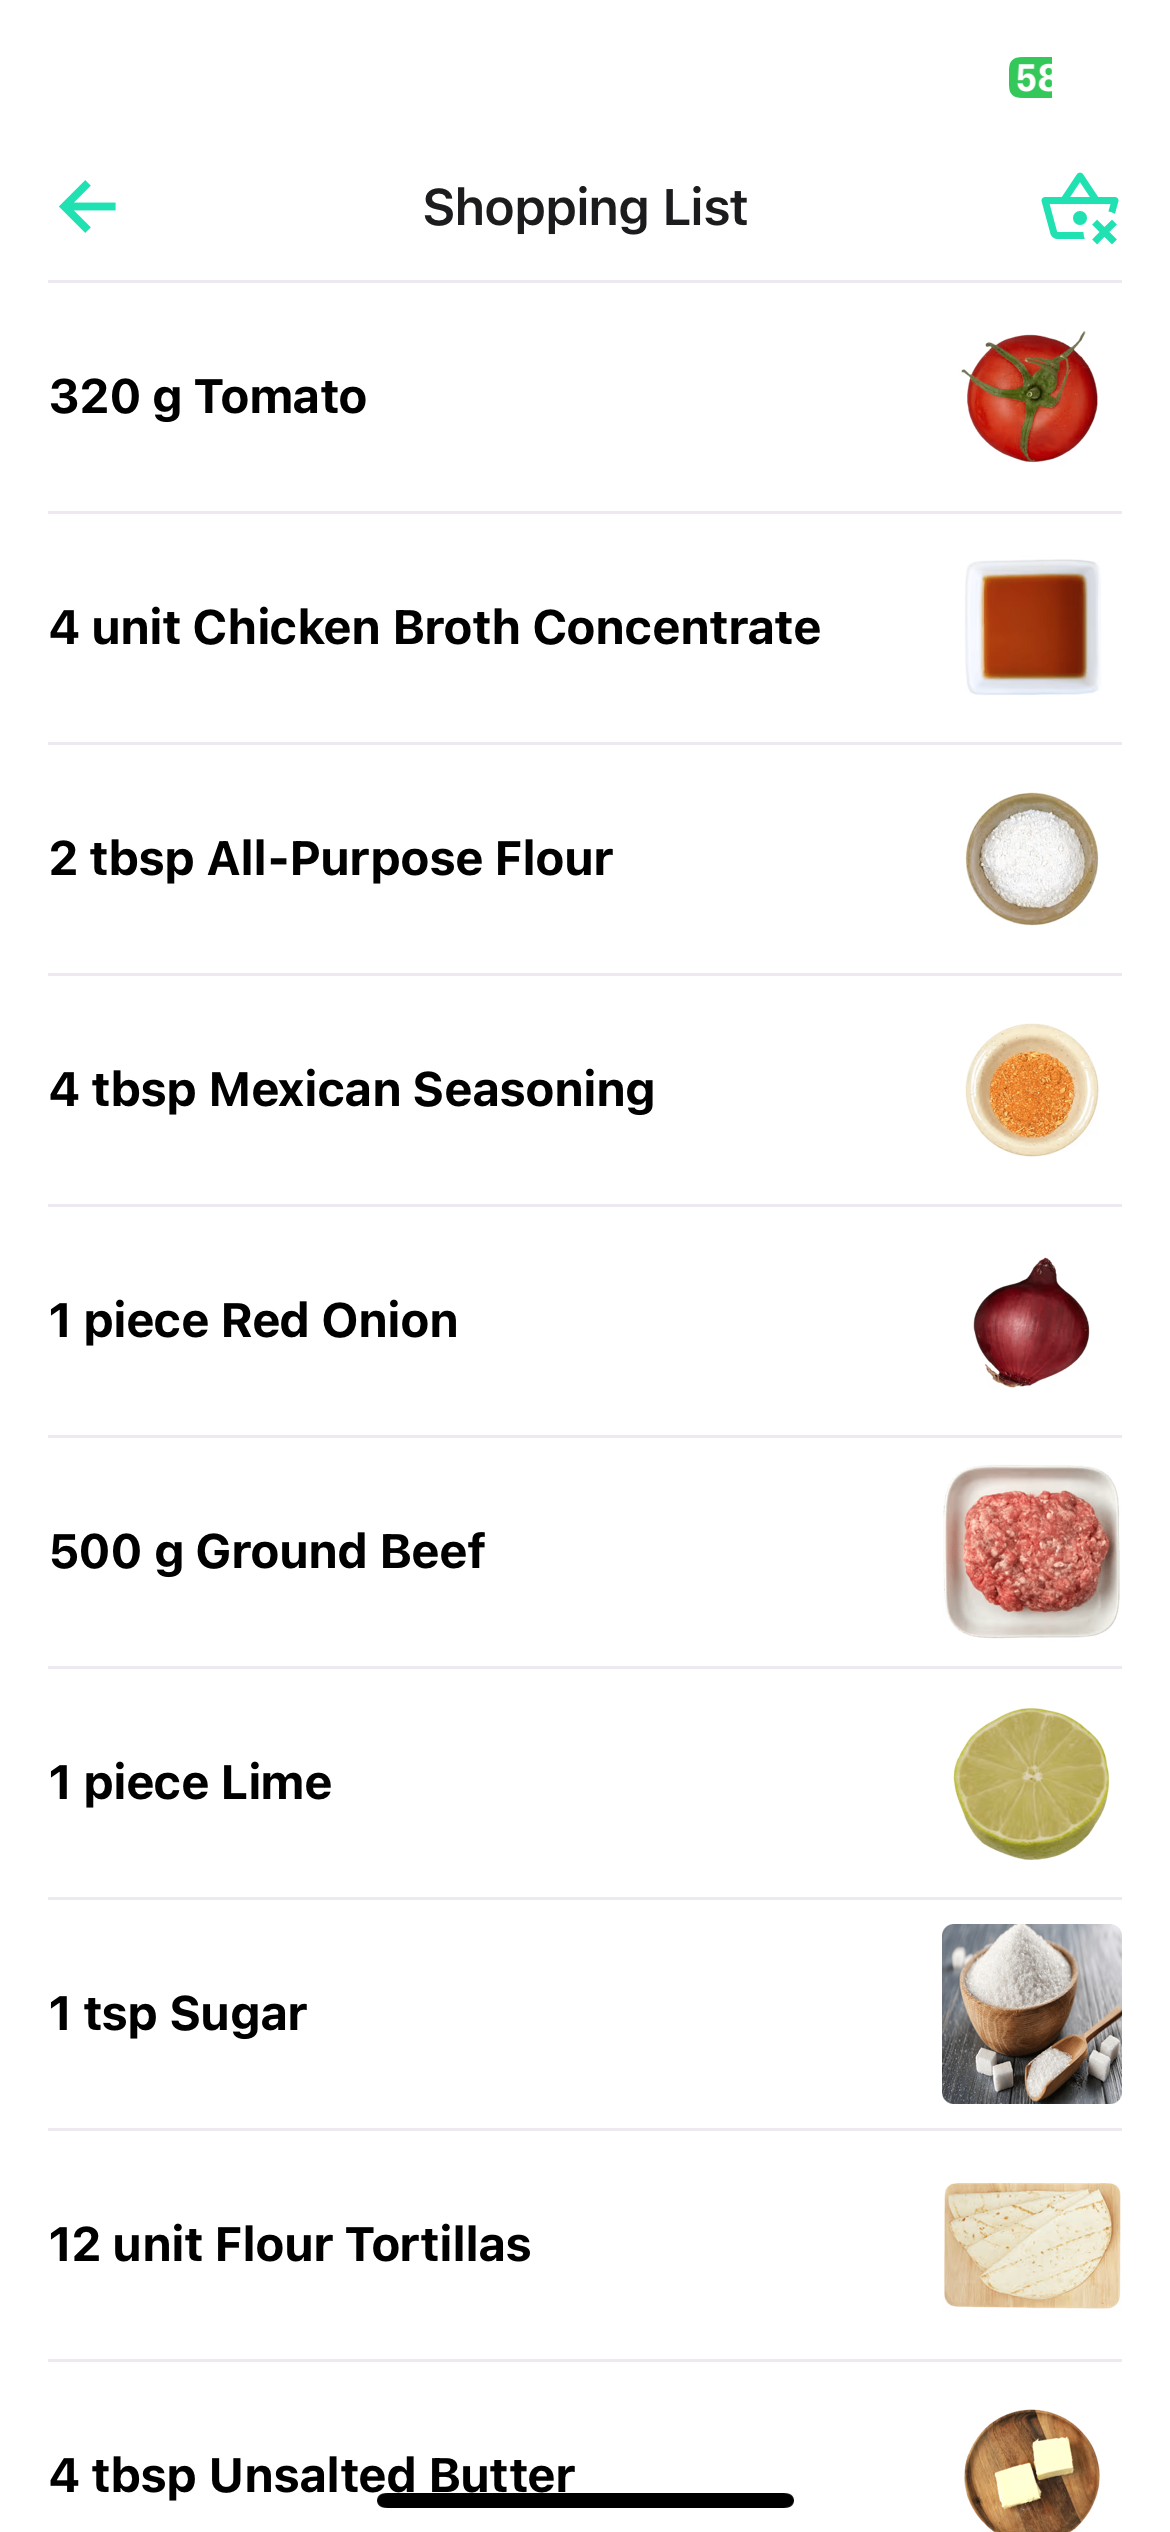 58
Shopping List
320 g Tomato
4 unit Chicken Broth Concentrate
2 tbsp All-Purpose Flour
4 tbsp Mexican Seasoning
1 piece Red Onion
500 g Ground Beef
1 piece Lime
1 tsp Sugar
12 unit Flour Tortillas
4 tbsp Unsalted Butter